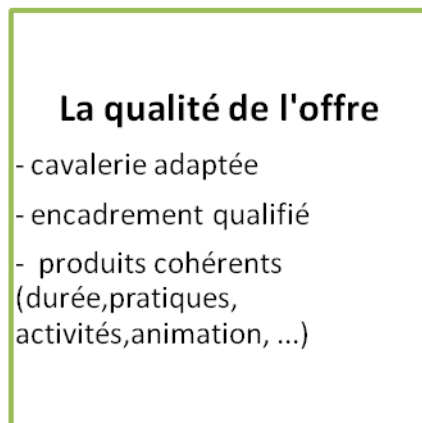 La qualité de l'offre
- cavalerie adaptée
- encadrement qualifié
- produits cohérents
(durée,pratiques,
activités,animation, ...)